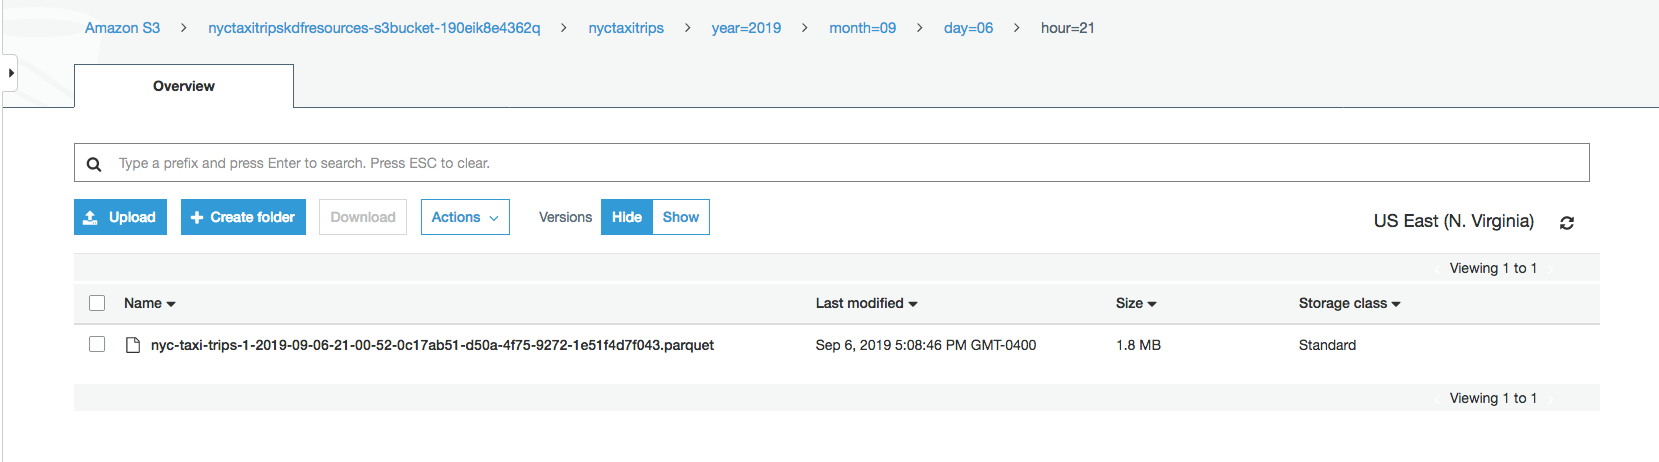 Amazon S3 > nyctaxitripskdfresources-s3bucket-190eik8e4362q > nyctaxitrips > year=2019 > month=09 > day=06 > hour=21
Overview
Type a prefix and press Enter to search. Press ESC to clear.
Upload Create folder Download Actions Versions Hide Show US East (N. Virginia)
Viewing 1 to 1
Name Last modified Size Storage class
nyc-taxi-trips-1-2019-09-06-21-00-52-0c17ab51-d50a-4f75-9272-1e51f4d7f043.parquet Sep 6, 2019 5:08:46 PM GMT-0400 1.8 MB Standard
Viewing 1 to 1